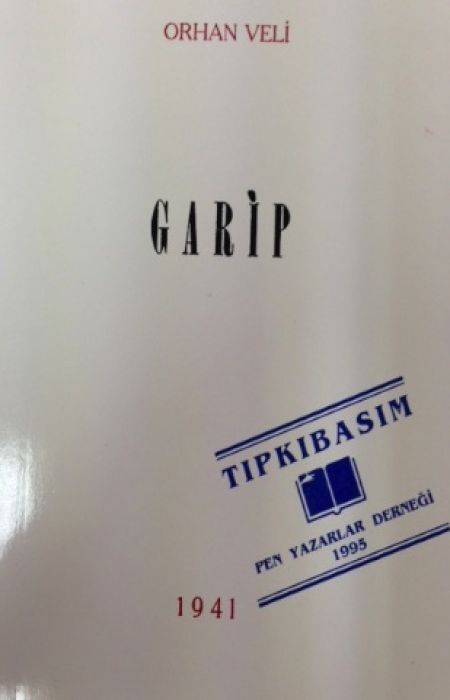 ORHAN VELİ
GARİP
TIPKIBASIM
PEN YAZARLAR DERNEĞİ
1995
1941